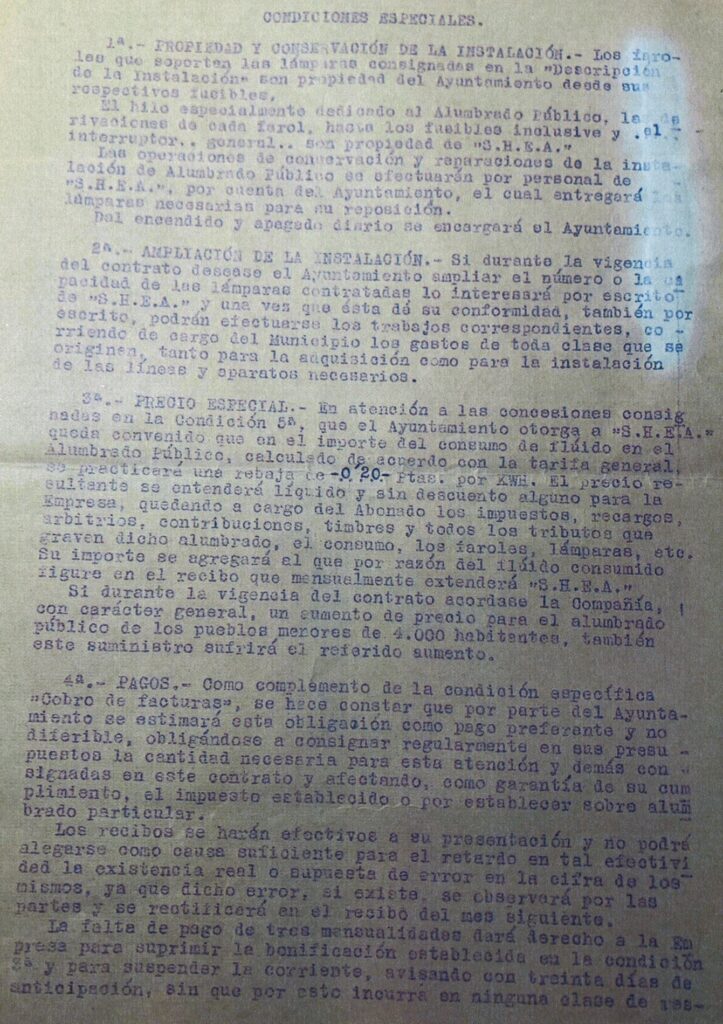 CONDICIONES ESPECIALES.
1ª.- PROPIEDAD Y CONSERVACIÓN DE LA INSTALACIÓN.- Los faro-
les que soporten las lámparas consignadas en la "Descripción
de la Instalación" son propiedad del Ayuntamiento desde sus
respectivos fusibles.
El hilo especialmente dedicado al Alumbrado Público, la de
rivaciones de cada farol, hasta los fusibles inclusive y .el.-
interruptor.. general.. son propiedad de "S.H.E.A."
Las operaciones de conservación y reparaciones de la insta-
lación de Alumbrado Público se efectuarán por personal de
"S.H.E.A.", por cuenta del Ayuntamiento, el cual entregará las
lámparas necesarias para su reposición.
Del encendido y apagado diario se encargará el Ayuntamiento.
2ª.- AMPLIACIÓN DE LA INSTALACIÓN.- Si durante la vigencia
del contrato desease el Ayuntamiento ampliar el número o la ca
pacidad de las lámparas contratadas lo interesará por escrito
de "S.H.E.A." y una vez que ésta dá su conformidad, también por
escrito, podrán efectuarse los trabajos correspondientes, co -
rriendo de cargo del Municipio los gastos de toda clase que se
originen, tanto para la adquisición como para la instalación
de las líneas y aparatos necesarios.
3ª.- PRECIO ESPECIAL.- En atención a las concesiones consig
nadas en la Condición 5ª, que el Ayuntamiento otorga a "S.H.E.A."
queda convenido que en el importe del consumo de flúido en el
Alumbrado Público, calculado de acuerdo con la tarifa general,
se practicará una rebaja de -0,20- Ptas. por KWH. El precio re-
sultante se entenderá líquido y sin descuento alguno para la
Empresa, quedando a cargo del Abonado los impuestos, recargos,
arbitrios, contribuciones, timbres y todos los tributos que
graven dicho alumbrado, el consumo, los faroles, lámparas, etc.
Su importe se agregará al que por razón del flúido consumido
figure en el recibo que mensualmente extenderá "S.H.E.A."
Si durante la vigencia del contrato acordase la Compañía,
con carácter general, un aumento de precio para el alumbrado
público de los pueblos menores de 4.000 habitentes, también
este suministro sufrirá el referido aumento.
4ª.- PAGOS.- Como complemento de la condición específica
"Cobro de facturas", se hace constar que por parte del Ayunta-
miento se estimará esta obligación como pago preferente y no
diferible, obligándose a consignar regularmente en sus presu -
puestos la cantidad necesaria para esta atención y demás con -
signadas en este contrato y afectando, como garantía de su cum
plimiento, el impuesto establecido o por establecer sobre alum
brado particular.
Los recibos se harán efectivos a su presentación y no podrá
alegarse como causa suficiente para el retardo en tal efectivi
dad la existencia real o supuesta de error en la cifra de los
mismos, ya que dicho error, si existe, se observará por las
partes y se rectificará en el recibo del mes siguiente.
La falta de pago de tres mensualidades dará derecho a la Em
presa para suprimir la bonificación establecida en la condición
3ª y para suspender la corriente, avisando con treinta días de
anticipación, sin que por esto incurra en ninguna clase de res-